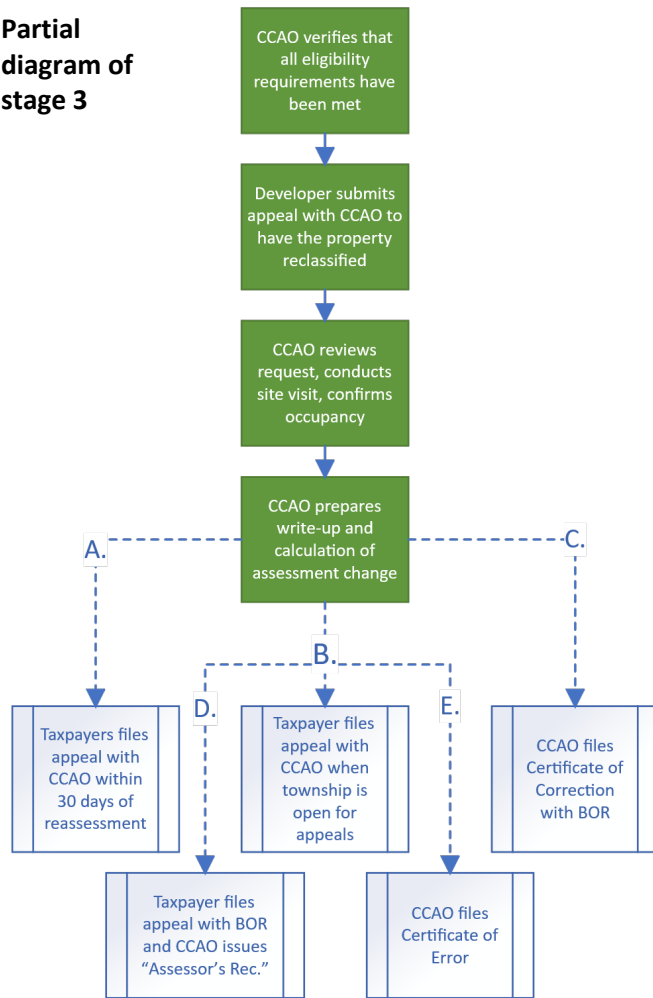 Partial
diagram of
stage 3
CCAO verifies that
all eligibility
requirements have
been met
Developer submits
appeal with CCAO to
have the property
reclassified
CCAO reviews
request, conducts
site visit, confirms
occupancy
CCAO prepares
write-up and
calculation of
assessment change
A.
C.
B.
D.
E.
Taxpayers files
appeal with
CCAO within
30 days of
reassessment
Taxpayer files
appeal with
CCAO when
township is
open for
appeals
CCAO files
Certificate of
Correction
with BOR
Taxpayer files
appeal with BOR
and CCAO issues
“Assessor’s Rec.”
CCAO files
Certificate of
Error